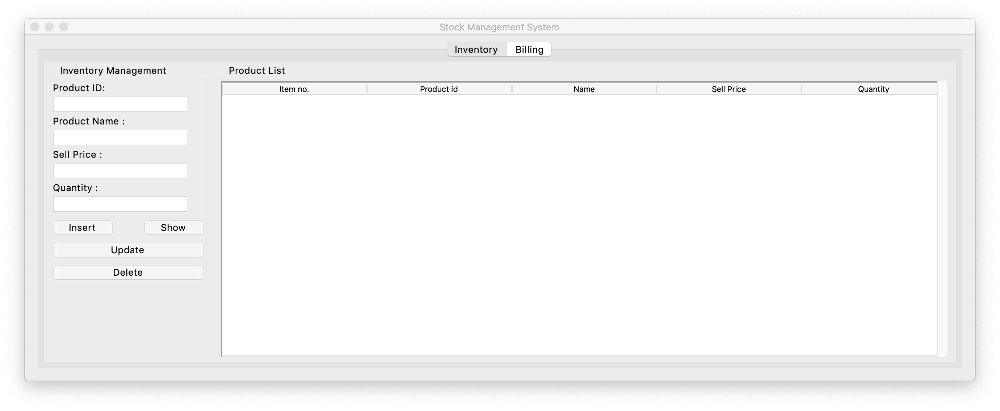 Stock Management System
Inventory Billing
Inventory Management
Product ID:
Product Name :
Sell Price :
Quantity :
Insert Show
Update
Delete
Product List
Item no. Product id Name Sell Price Quantity